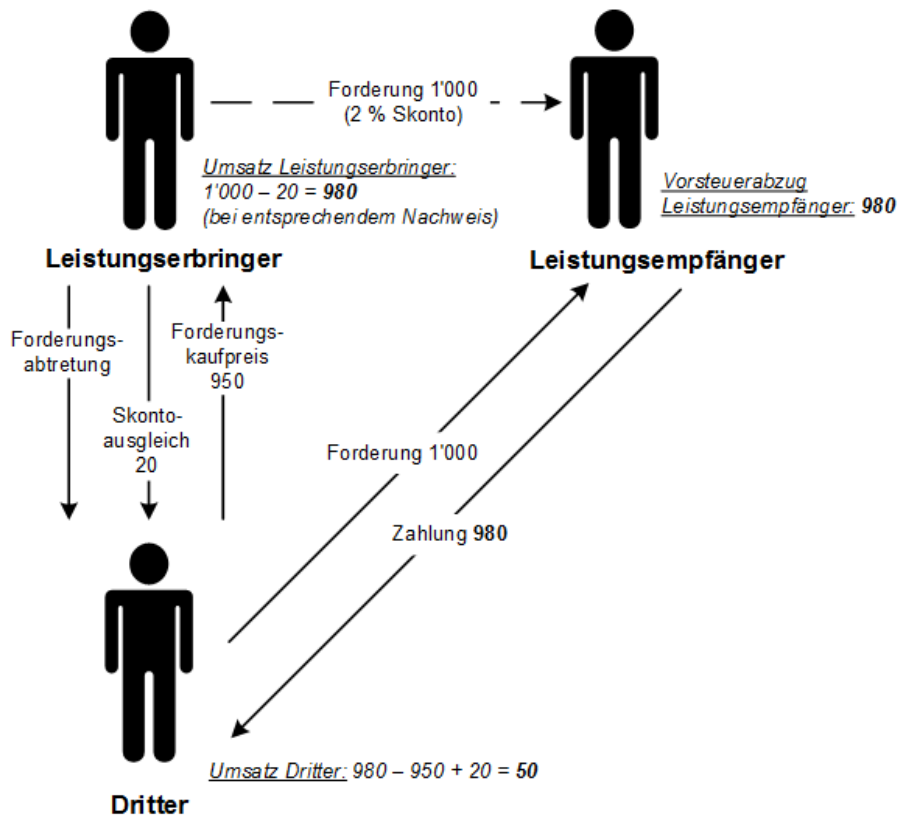 Forderung 1'000
(2 % Skonto)
Umsatz Leistungserbringer:
1'000 – 20 = 980
(bei entsprechendem Nachweis)
Vorsteuerabzug
Leistungsempfänger: 980
Leistungserbringer
Leistungsempfänger
Forderungs-
abtretung
Skonto-
ausgleich
20
Forderungs-
kaufpreis
950
Forderung 1'000
Zahlung 980
Umsatz Dritter: 980 – 950 + 20 = 50
Dritter